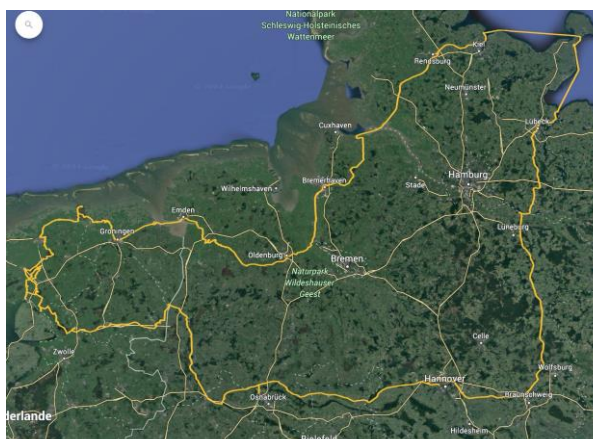 Nationalpark
Schleswig-Holsteinisches
Wattenmeer
Kiel
Rendsburg
Neumünster
Cuxhaven
Lübeck
Bremerhaven
Wilhelmshaven
Stade
Hamburg
Emden
Groningen
Lüneburg
Oldenburg
Bremen
Naturpark
Wildeshauser
Geest
Celle
Zwolle
Wolfsburg
Hannover
Osnabrück
Braunschweig
derlande
Hildesheim
Bielefeld